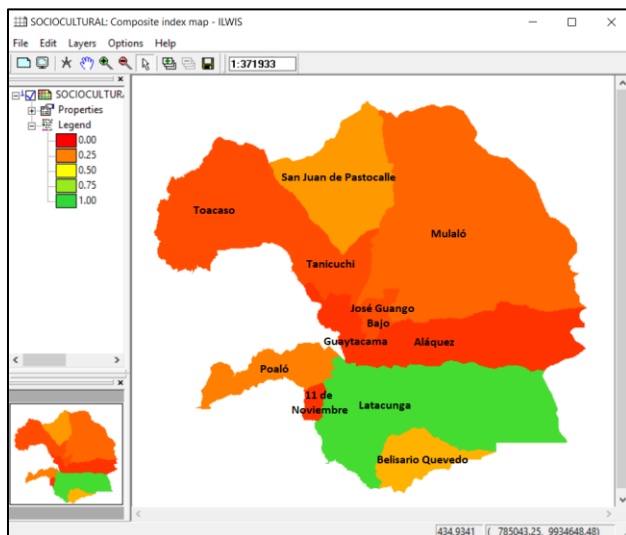 SOCIOCULTURAL: Composite index map - ILWIS
File Edit Layers Options Help
1:371933
SOCIOCULTURA
Properties
Legend
0.00
0.25
0.50
0.75
1.00
San Juan de Pastocalle
Toacaso
Mulaló
Tanicuchi
José Guango
Bajo
Guaytacama
Aláquez
Poaló
11 de
Noviembre
Latacunga
Belisario Quevedo
434.9341 ( 785043.25, 9934648.48)